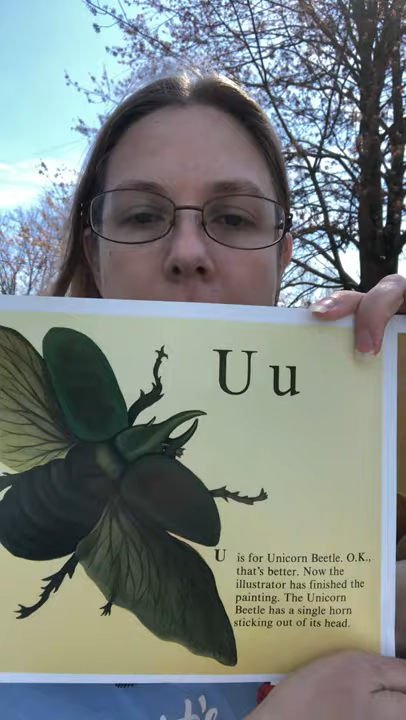 U u
U is for Unicorn Beetle. O.K.,
that's better. Now the
illustrator has finished the
painting. The Unicorn
Beetle has a single horn
sticking out of its head.